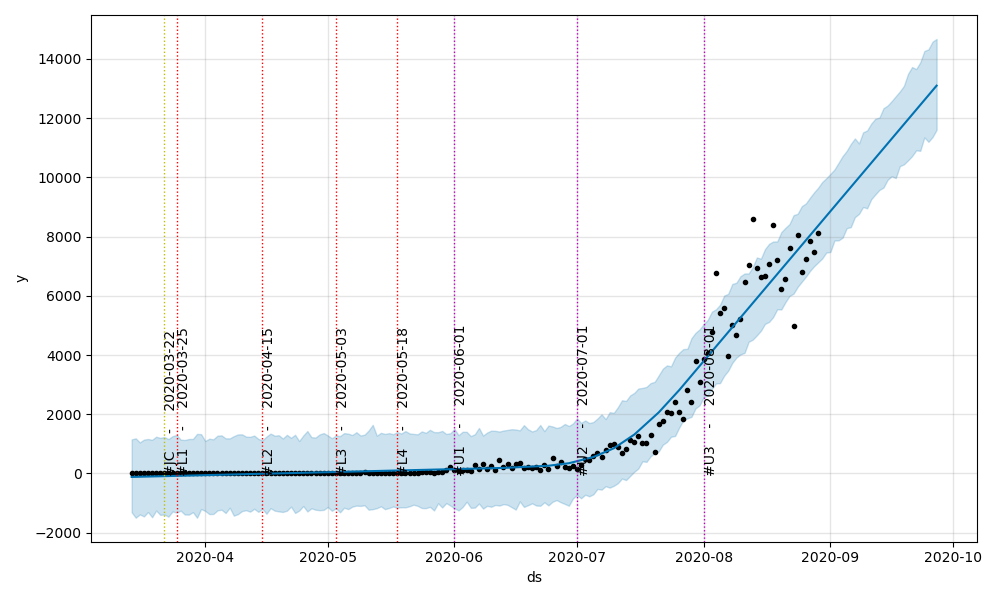 14000
12000
10000
8000
6000
4000
2000
0
−2000
y
#C - 2020-03-22
#L1 - 2020-03-25
#L2 - 2020-04-15
#L3 - 2020-05-03
#L4 - 2020-05-18
#U1 - 2020-06-01
#U2 - 2020-07-01
#U3 - 2020-08-01
2020-04 2020-05 2020-06 2020-07 2020-08 2020-09 2020-10
ds